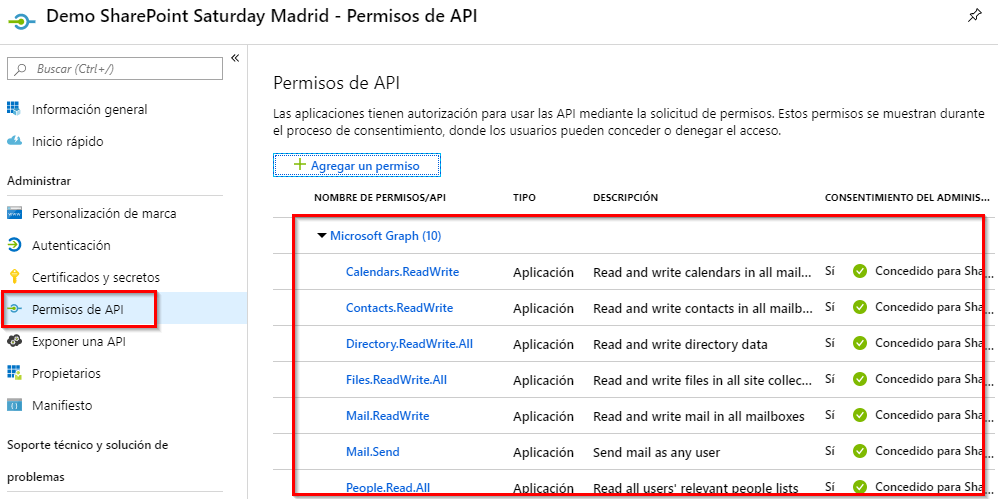 Demo SharePoint Saturday Madrid - Permisos de API
Buscar (Ctrl+/)
«
Información general
Inicio rápido
Administrar
Personalización de marca
Autenticación
Certificados y secretos
Permisos de API
Exponer una API
Propietarios
Manifiesto
Soporte técnico y solución de
problemas
Permisos de API
Las aplicaciones tienen autorización para usar las API mediante la solicitud de permisos. Estos permisos se muestran durante
el proceso de consentimiento, donde los usuarios pueden conceder o denegar el acceso.
+ Agregar un permiso
NOMBRE DE PERMISOS/API TIPO DESCRIPCIÓN CONSENTIMIENTO DEL ADMINIS...
Microsoft Graph (10)
Calendars.ReadWrite Aplicación Read and write calendars in all mail... Sí Concedido para Sha...
Contacts.ReadWrite Aplicación Read and write contacts in all mailb... Sí Concedido para Sha...
Directory.ReadWrite.All Aplicación Read and write directory data Sí Concedido para Sha...
Files.ReadWrite.All Aplicación Read and write files in all site collec... Sí Concedido para Sha...
Mail.ReadWrite Aplicación Read and write mail in all mailboxes Sí Concedido para Sha...
Mail.Send Aplicación Send mail as any user Sí Concedido para Sha...
People.Read.All Aplicación Read all users' relevant people lists Sí Concedido para Sha...